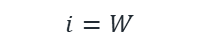 i = W